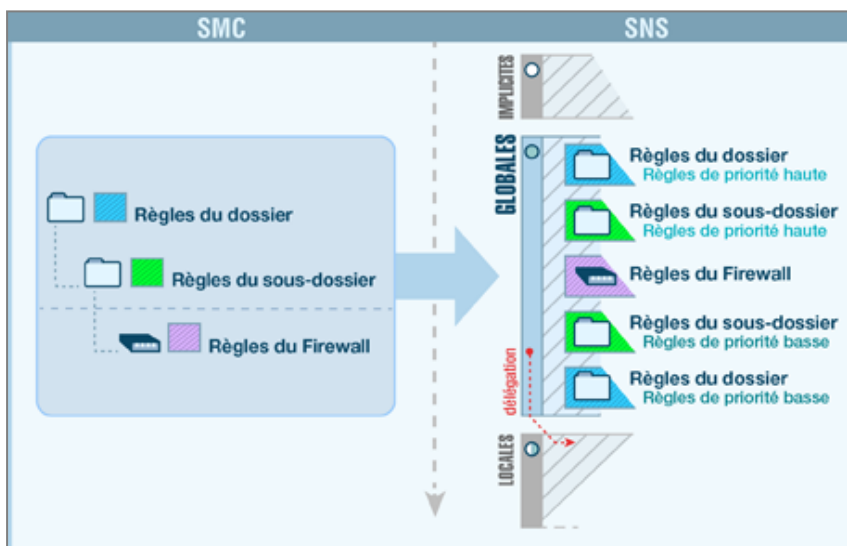 SMC
SNS
Règles du dossier
Règles du sous-dossier
Règles du Firewall
IMPLICITES
GLOBALES
Règles du dossier
Règles de priorité haute
Règles du sous-dossier
Règles de priorité haute
Règles du Firewall
Règles du sous-dossier
Règles de priorité basse
Règles du dossier
Règles de priorité basse
délégation
LOCALES